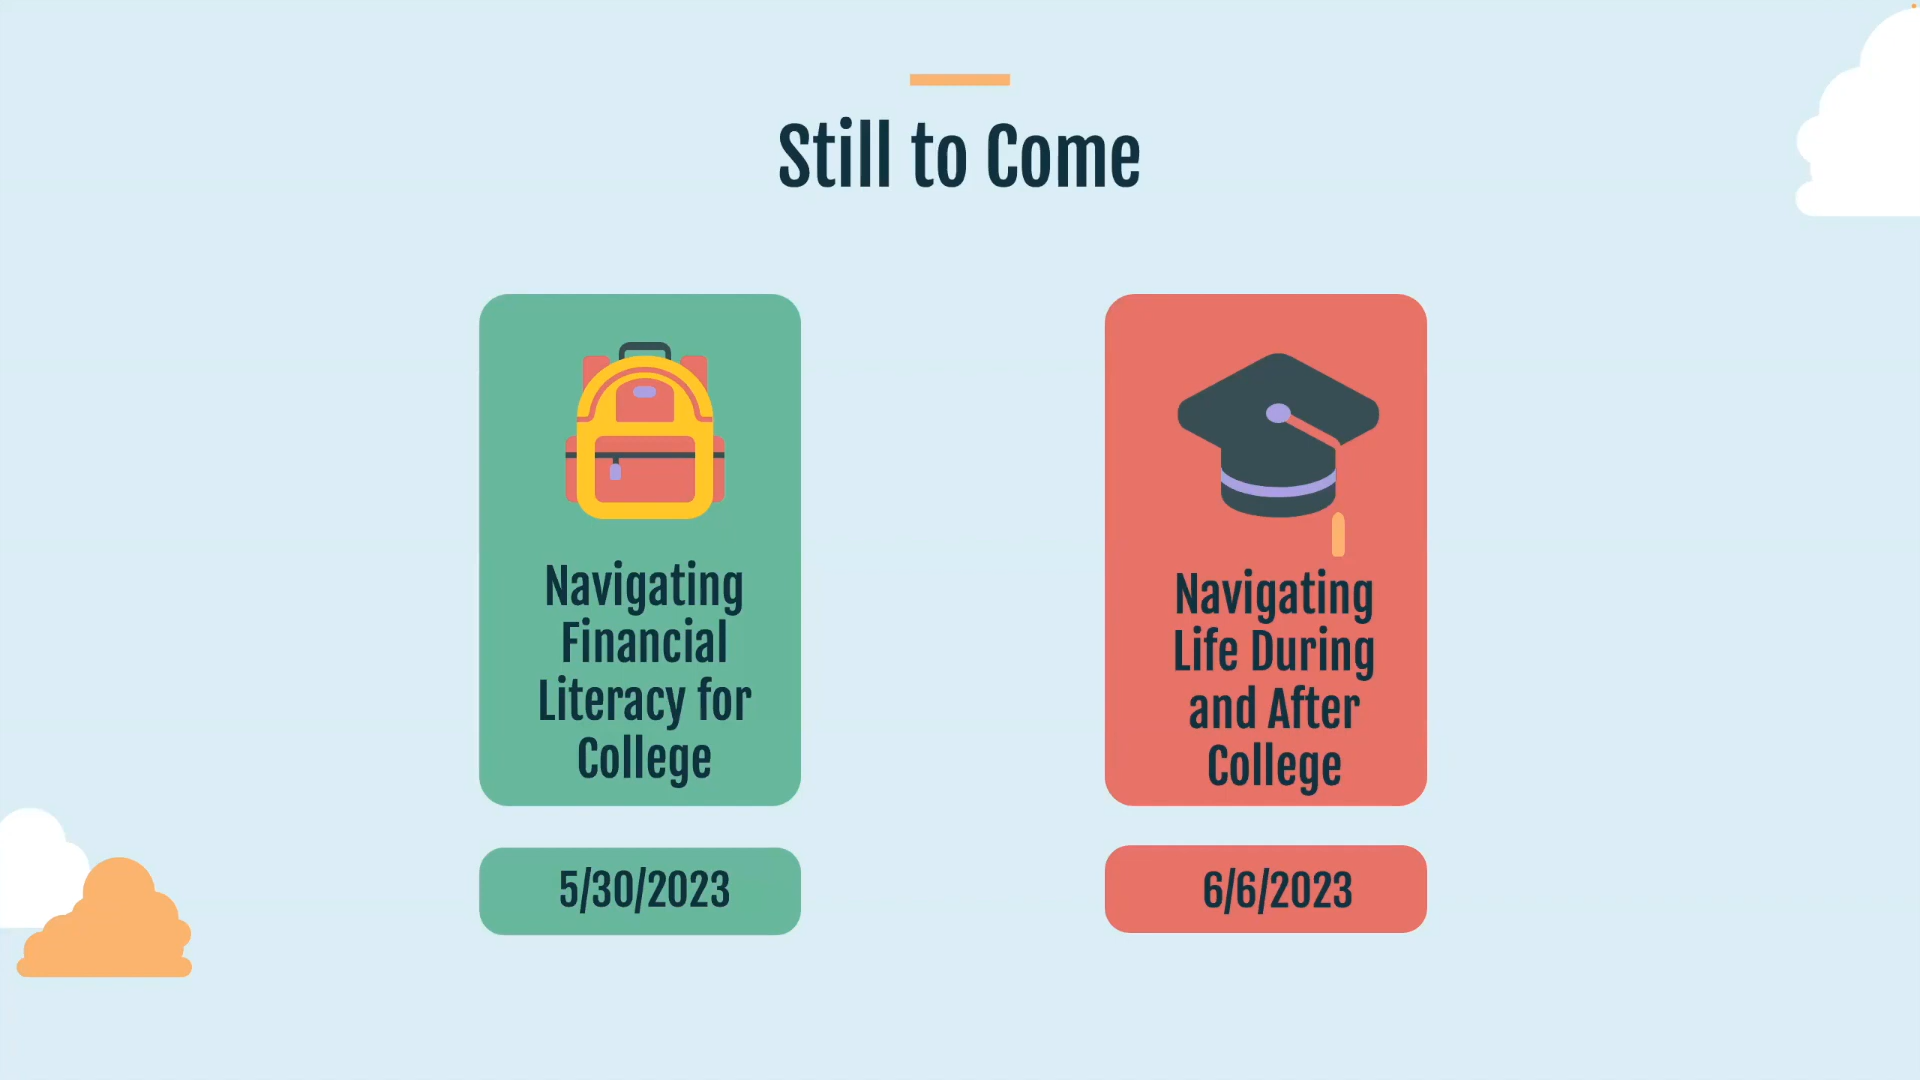 Still to Come
Navigating
Financial
Literacy for
College
5/30/2023
Navigating
Life During
and After
College
6/6/2023